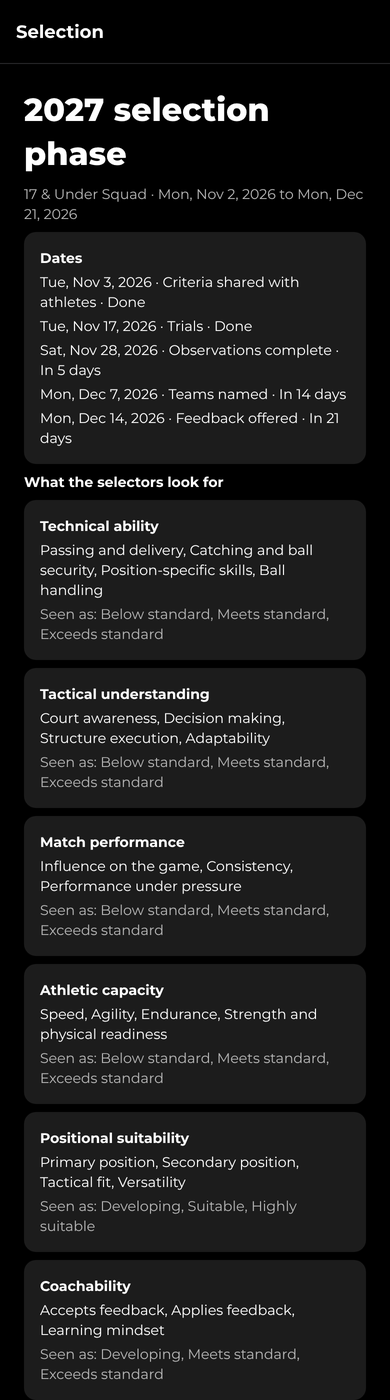 Selection
2027 selection
phase
17 & Under Squad · Mon, Nov 2, 2026 to Mon, Dec
21, 2026
Dates
Tue, Nov 3, 2026 · Criteria shared with
athletes · Done
Tue, Nov 17, 2026 · Trials · Done
Sat, Nov 28, 2026 · Observations complete ·
In 5 days
Mon, Dec 7, 2026 · Teams named · In 14 days
Mon, Dec 14, 2026 · Feedback offered · In 21
days
What the selectors look for
Technical ability
Passing and delivery, Catching and ball
security, Position-specific skills, Ball
handling
Seen as: Below standard, Meets standard,
Exceeds standard
Tactical understanding
Court awareness, Decision making,
Structure execution, Adaptability
Seen as: Below standard, Meets standard,
Exceeds standard
Match performance
Influence on the game, Consistency,
Performance under pressure
Seen as: Below standard, Meets standard,
Exceeds standard
Athletic capacity
Speed, Agility, Endurance, Strength and
physical readiness
Seen as: Below standard, Meets standard,
Exceeds standard
Positional suitability
Primary position, Secondary position,
Tactical fit, Versatility
Seen as: Developing, Suitable, Highly
suitable
Coachability
Accepts feedback, Applies feedback,
Learning mindset
Seen as: Developing, Meets standard,
Exceeds standard